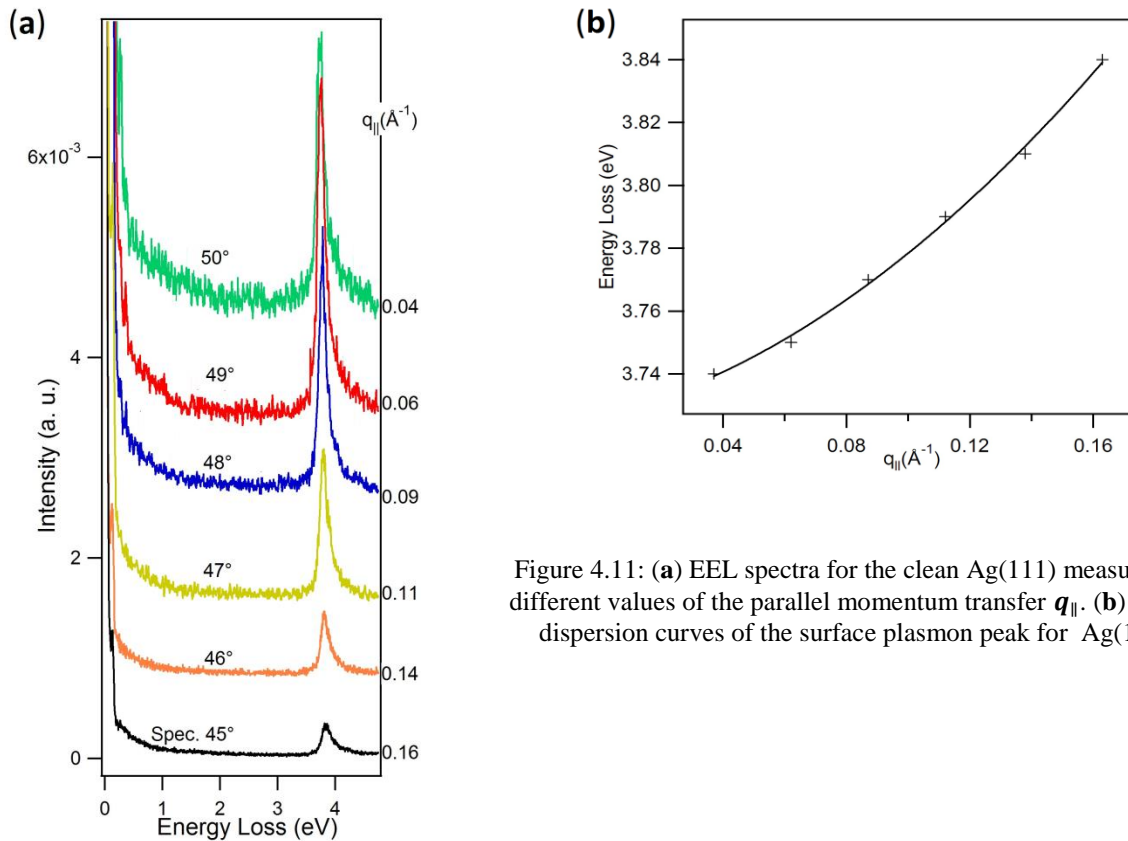 (a)
q||(Å⁻¹)
6x10⁻³
4
2
0
Intensity (a. u.)
50°
0.04
49°
0.06
48°
0.09
47°
0.11
46°
0.14
Spec. 45°
0.16
0 1 2 3 4
Energy Loss (eV)
(b)
3.84
3.82
3.80
3.78
3.76
3.74
Energy Loss (eV)
0.04 0.08 0.12 0.16
q||(Å⁻¹)
Figure 4.11: (a) EEL spectra for the clean Ag(111)
different values of the parallel momentum transfer q||. (b)
dispersion curves of the surface plasmon peak for Ag(1